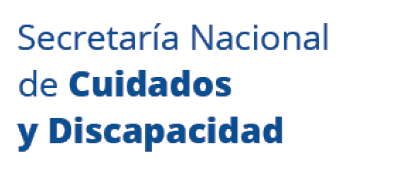 Secretaría Nacional
de Cuidados
y Discapacidad